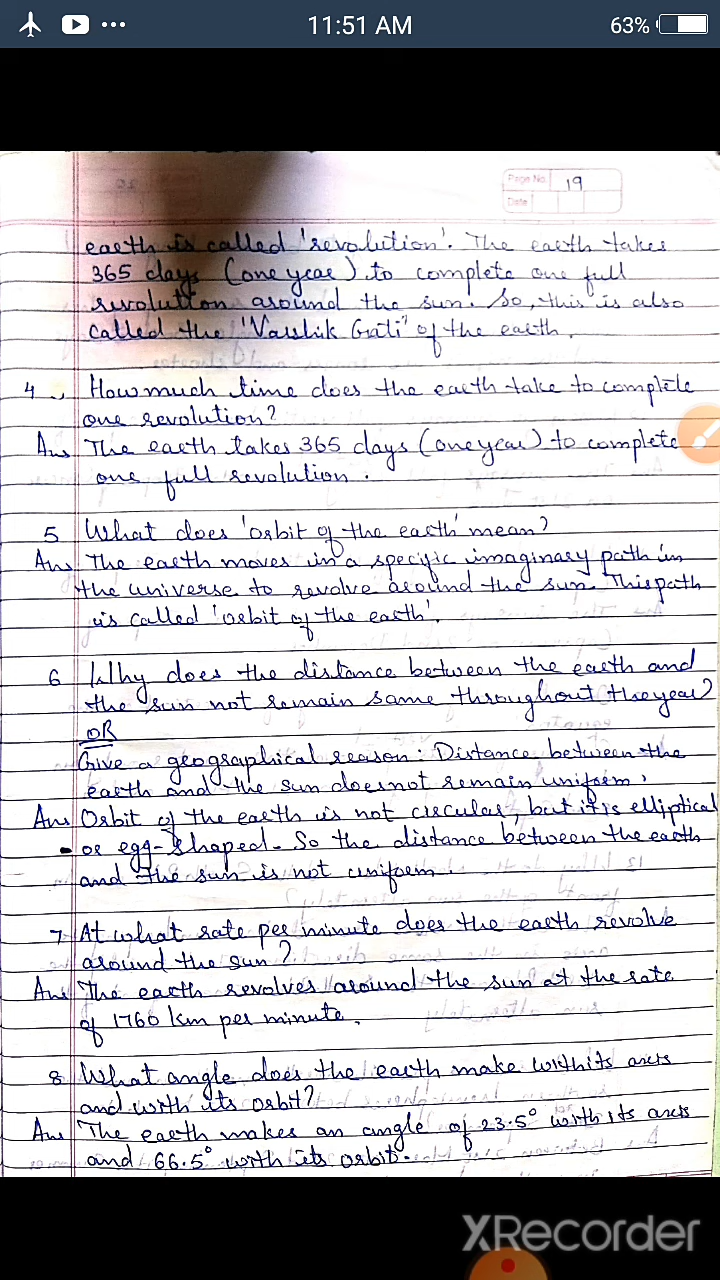 11:51 AM
63%
Page No. 19
Date
earth is called 'revolution'. The earth takes
365 days (one year) to complete one full
revolution around the sun. So, this is also
called the 'Varshik Gati' of the earth.
4. How much time does the earth take to complete
one revolution?
Ans The earth takes 365 days (one year) to complete
one full revolution.
5 What does 'orbit of the earth' mean?
Ans The earth moves in a specific imaginary path in
the universe to revolve around the sun. This path
is called 'orbit of the earth'.
6 Why does the distance between the earth and
the sun not remain same throughout the year?
OR
Give a geographical reason: Distance between the
earth and the sun does not remain uniform.
Ans Orbit of the earth is not circular, but it is elliptical
or egg-shaped. So the distance between the earth
and the sun is not uniform.
7 At what rate per minute does the earth revolve
around the sun?
Ans The earth revolves around the sun at the rate
of 1760 km per minute.
8 What angle does the earth make with its axis
and with its orbit?
Ans The earth makes an angle of 23.5° with its axis
and 66.5° with its orbit.
XRecorder